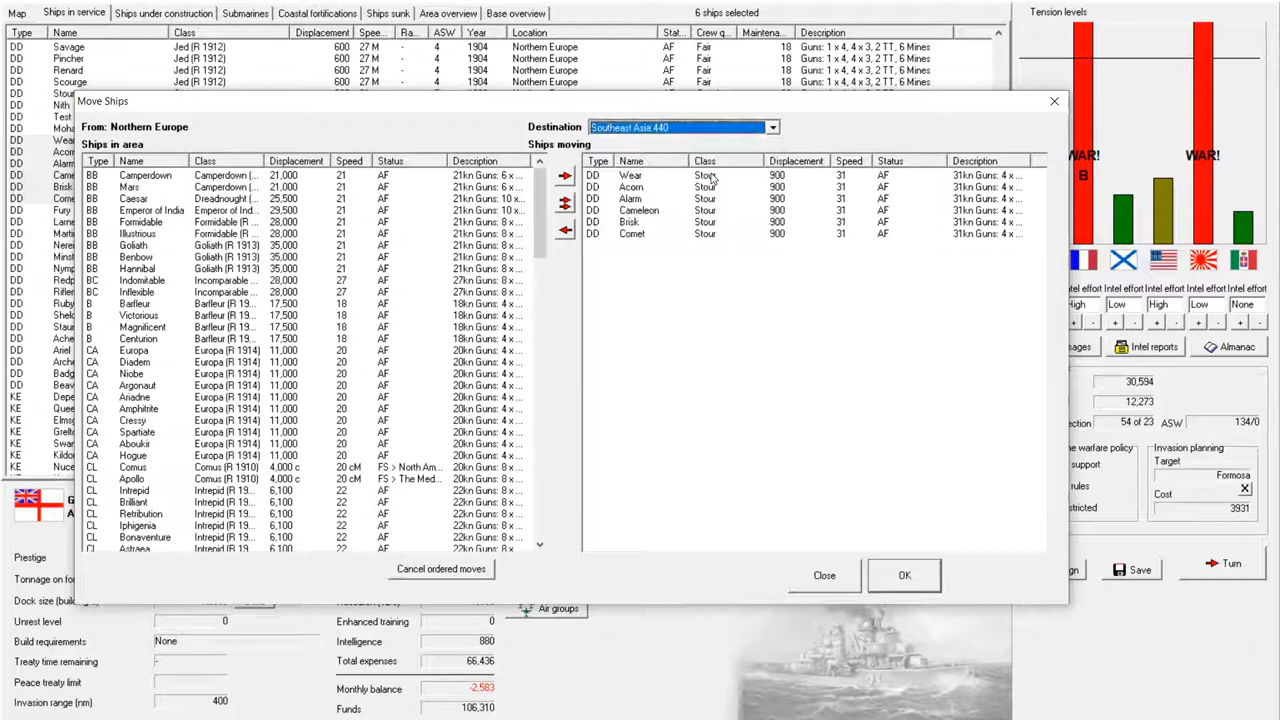 Map Ships in service Ships under construction Submarines Coastal fortifications Ships sunk Area overview Base overview 6 ships selected Tension levels
Type Name Class Displacement Spee... Ra... ASW Year Location Stat... Crew q... Maintena... Description
DD Savage Jed (R 1912) 600 27 M - 4 1904 Northern Europe AF Fair 18 Guns: 1 x 4, 4 x 3, 2 TT, 6 Mines
DD Pincher Jed (R 1912) 600 27 M - 4 1904 Northern Europe AF Fair 18 Guns: 1 x 4, 4 x 3, 2 TT, 6 Mines
DD Renard Jed (R 1912) 600 27 M - 4 1904 Northern Europe AF Fair 18 Guns: 1 x 4, 4 x 3, 2 TT, 6 Mines
DD Scourge Jed (R 1912) 600 27 M - 4 1904 Northern Europe AF Fair 18 Guns: 1 x 4, 4 x 3, 2 TT, 6 Mines
Move Ships
From: Northern Europe Destination Southeast Asia:440
Ships in area Ships moving
Type Name Class Displacement Speed Status Description Type Name Class Displacement Speed Status Description
BB Camperdown Camperdown (... 21,000 21 AF 21kn Guns: 6 x ... DD Wear Stour 900 31 AF 31kn Guns: 4 x ...
BB Mars Camperdown (... 21,000 21 AF 21kn Guns: 6 x ... DD Acorn Stour 900 31 AF 31kn Guns: 4 x ...
BB Caesar Dreadnought (... 25,500 21 AF 21kn Guns: 10 x ... DD Alarm Stour 900 31 AF 31kn Guns: 4 x ...
BB Emperor of India Emperor of Ind... 29,500 21 AF 21kn Guns: 10 x ... DD Cameleon Stour 900 31 AF 31kn Guns: 4 x ...
BB Formidable Formidable (R ... 28,000 21 AF 21kn Guns: 8 x ... DD Brisk Stour 900 31 AF 31kn Guns: 4 x ...
BB Illustrious Formidable (R ... 28,000 21 AF 21kn Guns: 8 x ... DD Comet Stour 900 31 AF 31kn Guns: 4 x ...
BB Goliath Goliath (R 1913) 35,000 21 AF 21kn Guns: 8 x ...
BB Benbow Goliath (R 1913) 35,000 21 AF 21kn Guns: 8 x ...
BB Hannibal Goliath (R 1913) 35,000 21 AF 21kn Guns: 8 x ...
BC Indomitable Incomparable ... 28,000 27 AF 27kn Guns: 8 x ...
BC Inflexible Incomparable ... 28,000 27 AF 27kn Guns: 8 x ...
B Barfleur Barfleur (R 19... 17,500 18 AF 18kn Guns: 4 x ...
B Victorious Barfleur (R 19... 17,500 18 AF 18kn Guns: 4 x ...
B Magnificent Barfleur (R 19... 17,500 18 AF 18kn Guns: 4 x ...
B Centurion Barfleur (R 19... 17,500 18 AF 18kn Guns: 4 x ...
CA Europa Europa (R 1914) 11,000 20 AF 20kn Guns: 4 x ...
CA Diadem Europa (R 1914) 11,000 20 AF 20kn Guns: 4 x ...
CA Niobe Europa (R 1914) 11,000 20 AF 20kn Guns: 4 x ...
CA Argonaut Europa (R 1914) 11,000 20 AF 20kn Guns: 4 x ...
CA Ariadne Europa (R 1914) 11,000 20 AF 20kn Guns: 4 x ...
CA Amphitrite Europa (R 1914) 11,000 20 AF 20kn Guns: 4 x ...
CA Cressy Europa (R 1914) 11,000 20 AF 20kn Guns: 4 x ...
CA Spartiate Europa (R 1914) 11,000 20 AF 20kn Guns: 4 x ...
CA Aboukir Europa (R 1914) 11,000 20 AF 20kn Guns: 4 x ...
CA Hogue Europa (R 1914) 11,000 20 AF 20kn Guns: 4 x ...
CL Comus Comus (R 1910) 4,000 c 20 cM FS > North Am... 20kn Guns: 8 x ...
CL Apollo Comus (R 1910) 4,000 c 20 cM FS > The Med... 20kn Guns: 8 x ...
CL Intrepid Intrepid (R 19... 6,100 22 AF 22kn Guns: 8 x ...
CL Brilliant Intrepid (R 19... 6,100 22 AF 22kn Guns: 8 x ...
CL Retribution Intrepid (R 19... 6,100 22 AF 22kn Guns: 8 x ...
CL Iphigenia Intrepid (R 19... 6,100 22 AF 22kn Guns: 8 x ...
CL Bonaventure Intrepid (R 19... 6,100 22 AF 22kn Guns: 8 x ...
CL Astraea Intrepid (R 19... 6,100 22 AF 22kn Guns: 8 x ...
Cancel ordered moves Close OK
WAR! WAR!
B
Intel effort Intel effort Intel effort Intel effort
High Low High Low None
+ - + - + - + - + -
Intel reports Almanac
30,594
12,273
54 of 23 ASW 134/0
Invasion planning
support Target
Formosa
rules Cost X
3931
Save Turn
Prestige
Unrest level 0
Build requirements None
Treaty time remaining -
Peace treaty limit
Invasion range (nm) 400
Air groups
Enhanced training 0
Intelligence 880
Total expenses 66,436
Monthly balance -2,583
Funds 106,310